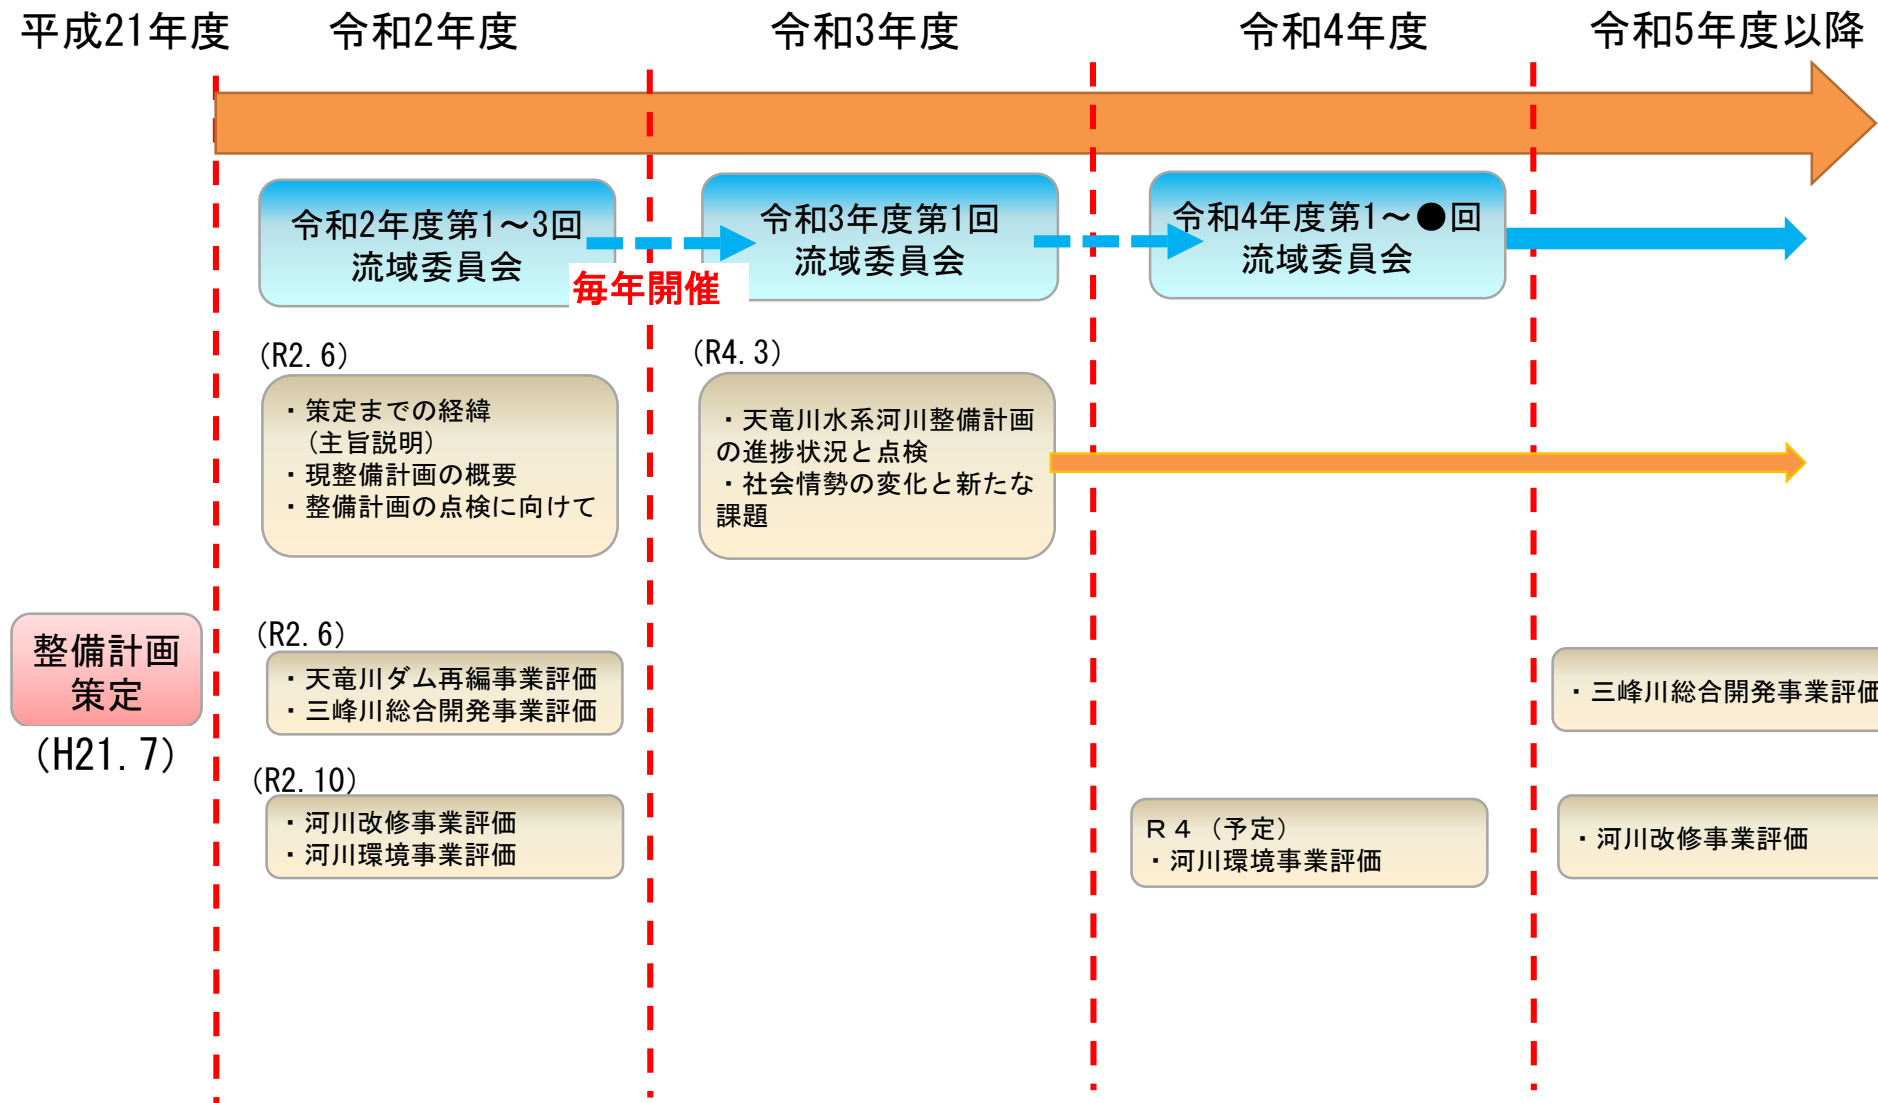 平成21年度
令和2年度
令和3年度
令和4年度
令和5年度以降
令和2年度第1～3回
流域委員会
令和3年度第1回
流域委員会
令和4年度第1～●回
流域委員会
毎年開催
(R2.6)
・策定までの経緯
(主旨説明)
・現整備計画の概要
・整備計画の点検に向けて
(R4.3)
・天竜川水系河川整備計画
の進捗状況と点検
・社会情勢の変化と新たな
課題
整備計画
策定
(H21.7)
(R2.6)
・天竜川ダム再編事業評価
・三峰川総合開発事業評価
・三峰川総合開発事業評価
(R2.10)
・河川改修事業評価
・河川環境事業評価
Ｒ４（予定）
・河川環境事業評価
・河川改修事業評価